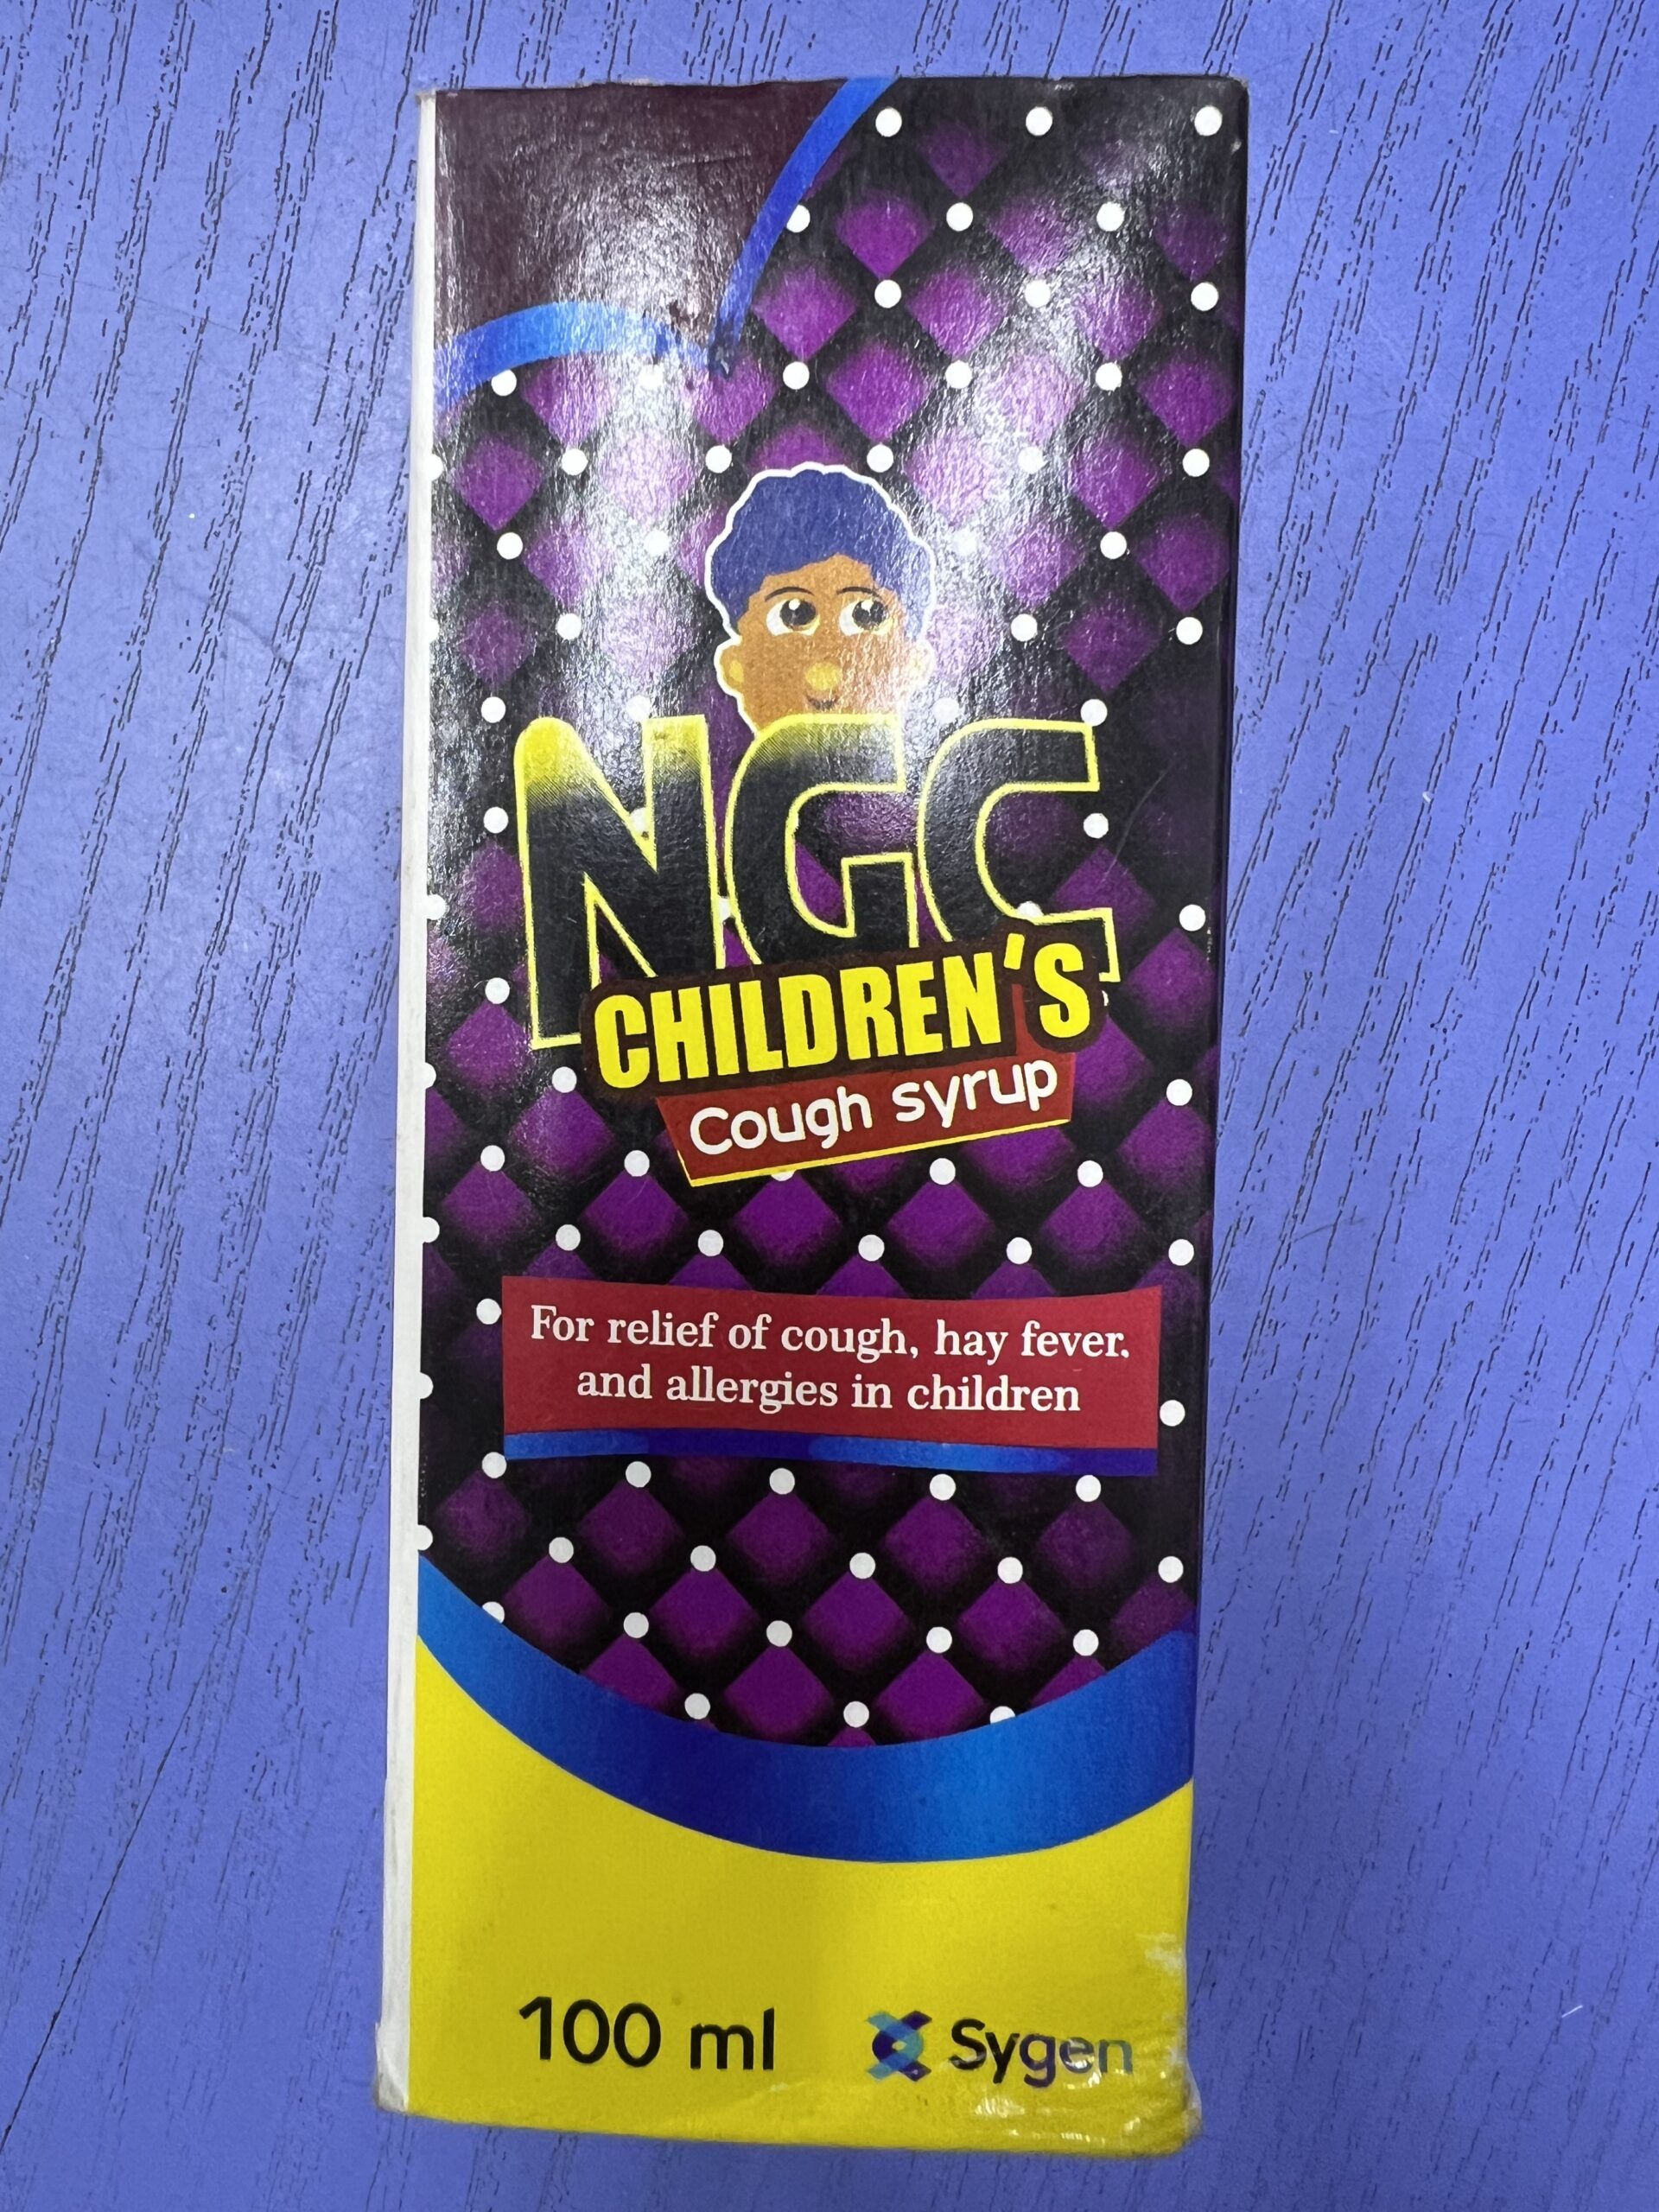 NGC
CHILDREN'S
Cough syrup
For relief of cough, hay fever.
and allergies in children
100 ml
Sygen